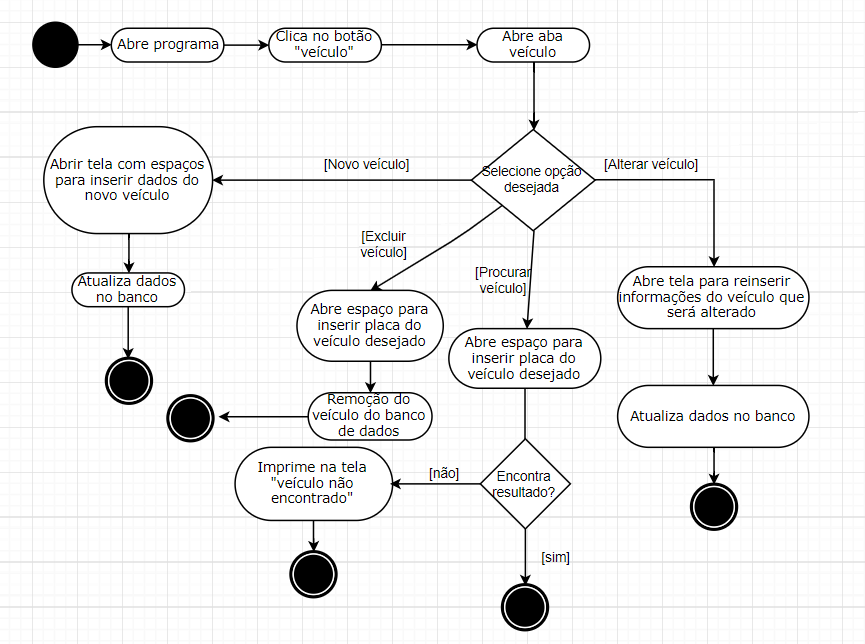 Abre programa
Clica no botão
"veículo"
Abre aba
veículo
Selecione opção
desejada
[Novo veículo]
[Alterar veículo]
[Excluir
veículo]
[Procurar
veículo]
Abrir tela com espaços
para inserir dados do
novo veículo
Atualiza dados
no banco
Abre espaço para
inserir placa do
veículo desejado
Remoção do
veículo do banco
de dados
Abre espaço para
inserir placa do
veículo desejado
Abre tela para reinserir
informações do veículo que
será alterado
Atualiza dados no banco
Encontra
resultado?
[não]
Imprime na tela
"veículo não
encontrado"
[sim]